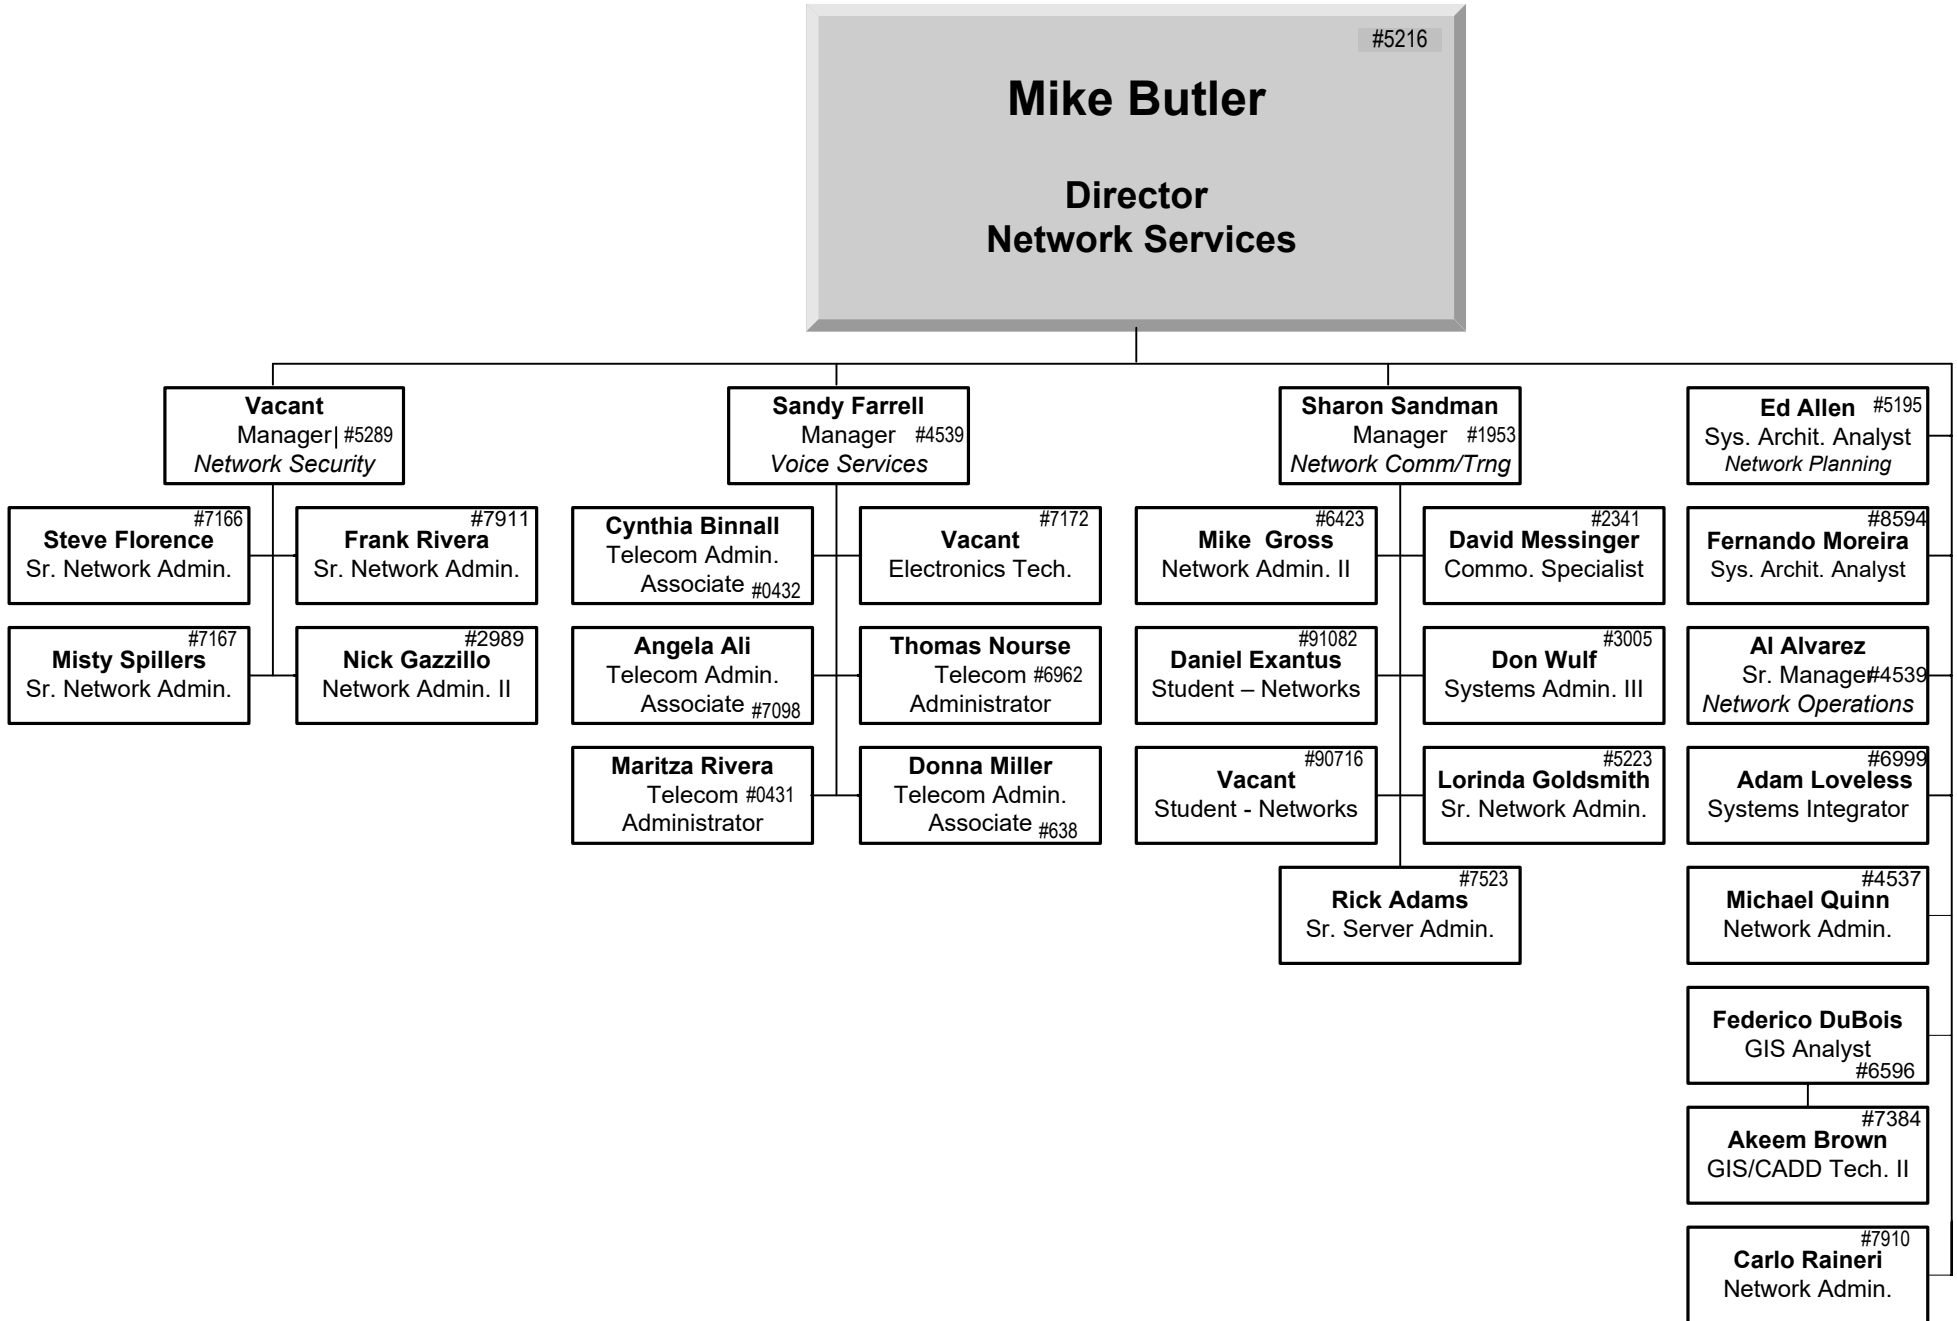 #5216
Mike Butler
Director
Network Services
Vacant
Manager| #5289
Network Security
Sandy Farrell
Manager #4539
Voice Services
Sharon Sandman
Manager #1953
Network Comm/Trng
Ed Allen #5195
Sys. Archit. Analyst
Network Planning
#7166
Steve Florence
Sr. Network Admin.
#7911
Frank Rivera
Sr. Network Admin.
Cynthia Binnall
Telecom Admin.
Associate #0432
#7172
Vacant
Electronics Tech.
#6423
Mike  Gross
Network Admin. II
#2341
David Messinger
Commo. Specialist
#8594
Fernando Moreira
Sys. Archit. Analyst
#7167
Misty Spillers
Sr. Network Admin.
#2989
Nick Gazzillo
Network Admin. II
Angela Ali
Telecom Admin.
Associate #7098
Thomas Nourse
Telecom #6962
Administrator
#91082
Daniel Exantus
Student – Networks
#3005
Don Wulf
Systems Admin. III
Al Alvarez
Sr. Manager#4539
Network Operations
Maritza Rivera
Telecom #0431
Administrator
Donna Miller
Telecom Admin.
Associate #638
#90716
Vacant
Student - Networks
#5223
Lorinda Goldsmith
Sr. Network Admin.
#6999
Adam Loveless
Systems Integrator
#7523
Rick Adams
Sr. Server Admin.
#4537
Michael Quinn
Network Admin.
Federico DuBois
GIS Analyst
#6596
#7384
Akeem Brown
GIS/CADD Tech. II
#7910
Carlo Raineri
Network Admin.